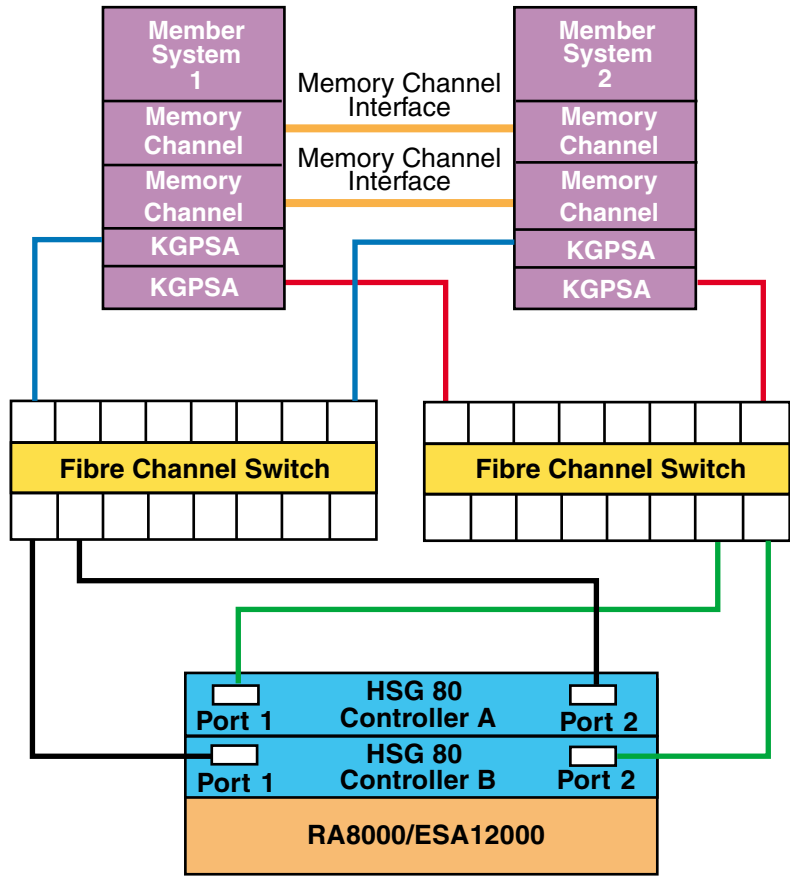 Member
System
1
Memory
Channel
Memory
Channel
KGPSA
KGPSA
Memory Channel
Interface
Memory Channel
Interface
Member
System
2
Memory
Channel
Memory
Channel
KGPSA
KGPSA
Fibre Channel Switch
Fibre Channel Switch
Port 1
HSG 80
Controller A
Port 2
Port 1
HSG 80
Controller B
Port 2
RA8000/ESA12000